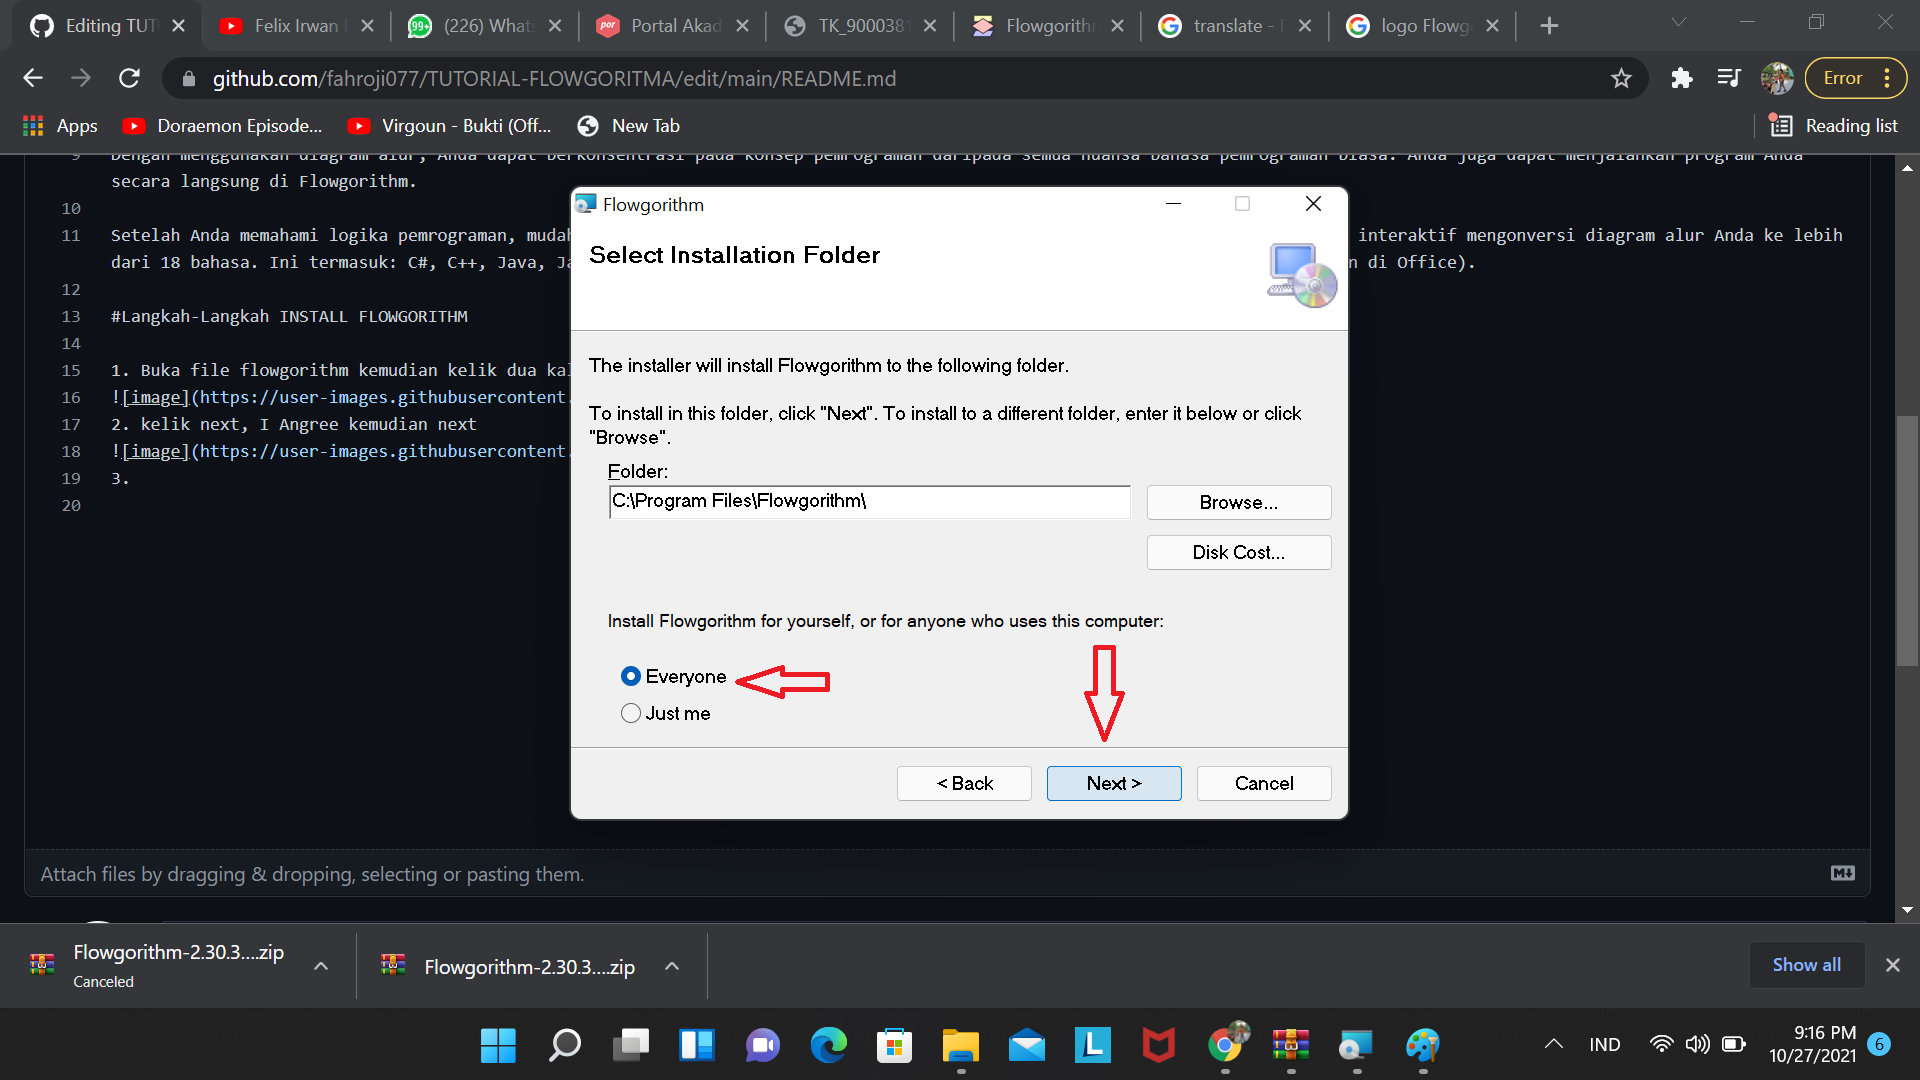 Editing TUT
Felix Irwan
(226) What
Portal Akad
TK_9000381
Flowgorithm
translate -
logo Flowg
github.com/fahroji077/TUTORIAL-FLOWGORITMA/edit/main/README.md
Error
Apps
Doraemon Episode...
Virgoun - Bukti (Off...
New Tab
Reading list
9 Dengan menggunakan diagram alur, Anda dapat berkonsentrasi pada konsep pemrograman daripada semua nuansa bahasa pemrograman biasa. Anda juga dapat menjalankan program Anda
secara langsung di Flowgorithm.
10
11 Setelah Anda memahami logika pemrograman, mudah interaktif mengonversi diagram alur Anda ke lebih
dari 18 bahasa. Ini termasuk: C#, C++, Java, Ja n di Office).
12
13 #Langkah-Langkah INSTALL FLOWGORITHM
14
15 1. Buka file flowgorithm kemudian kelik dua kal
16 ![image](https://user-images.githubusercontent.
17 2. kelik next, I Angree kemudian next
18 ![image](https://user-images.githubusercontent.
19 3.
20
Flowgorithm
Select Installation Folder
The installer will install Flowgorithm to the following folder.
To install in this folder, click "Next". To install to a different folder, enter it below or click
"Browse".
Folder:
C:\Program Files\Flowgorithm\
Browse...
Disk Cost...
Install Flowgorithm for yourself, or for anyone who uses this computer:
Everyone
Just me
< Back
Next >
Cancel
Attach files by dragging & dropping, selecting or pasting them.
Flowgorithm-2.30.3....zip
Canceled
Flowgorithm-2.30.3....zip
Show all
IND
9:16 PM
10/27/2021
6